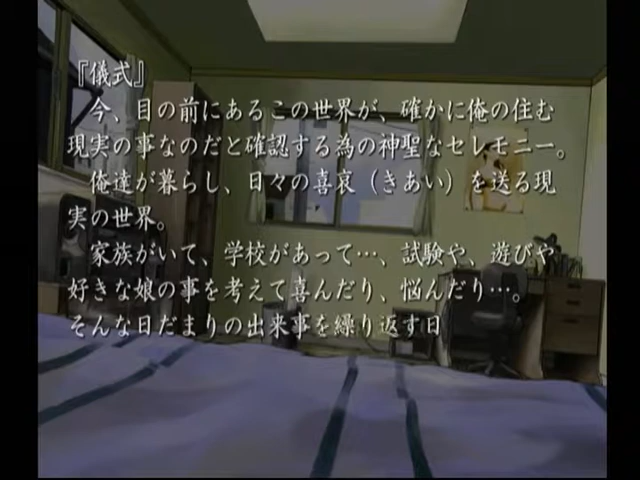 『儀式』
　今、目の前にあるこの世界が、確かに俺の住む
現実の事なのだと確認する為の神聖なセレモニー。
　俺達が暮らし、日々の喜哀（きあい）を送る現
実の世界。
　家族がいて、学校があって…、試験や、遊びや
好きな娘の事を考えて喜んだり、悩んだり…。
そんな日だまりの出来事を繰り返す日